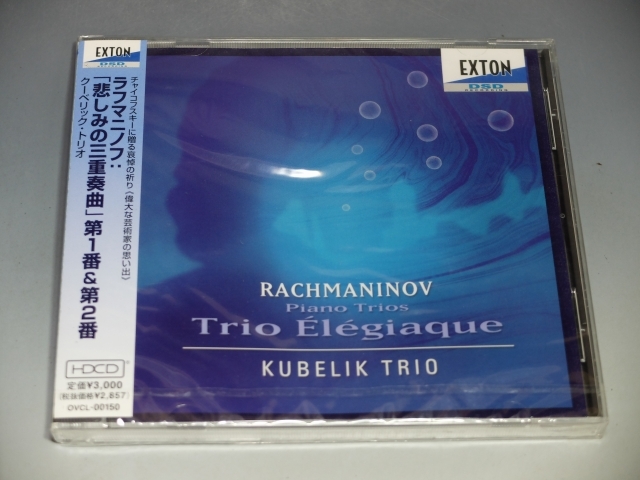 EXTON
DSD
チャイコフスキーに贈る哀悼の祈り(偉大な芸術家の思い出)
ラフマニノフ:
「悲しみの三重奏曲」第1番&第2番
クーベリック・トリオ
HDCD
定価¥3,000
(税抜価格¥2,857)
OVCL-00150
EXTON
DSD
RACHMANINOV
Piano Trios
Trio Élégiaque
KUBELIK TRIO